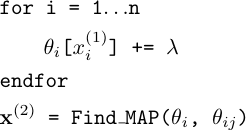 for i = 1...n
θ_i[x_i^(1)] += λ
endfor
x^(2) = Find_MAP(θ_i, θ_ij)